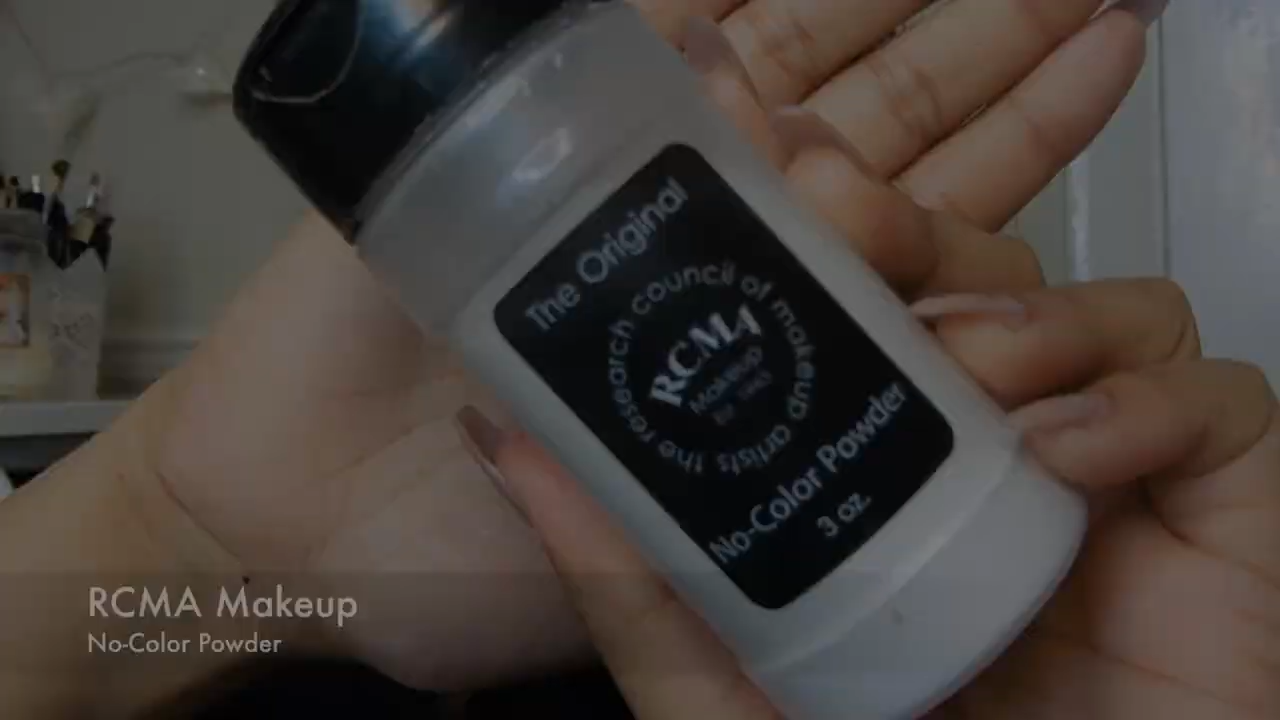 The Original
the research council of makeup artists
RCMA
Makeup
No-Color Powder
3 oz.
RCMA Makeup
No-Color Powder